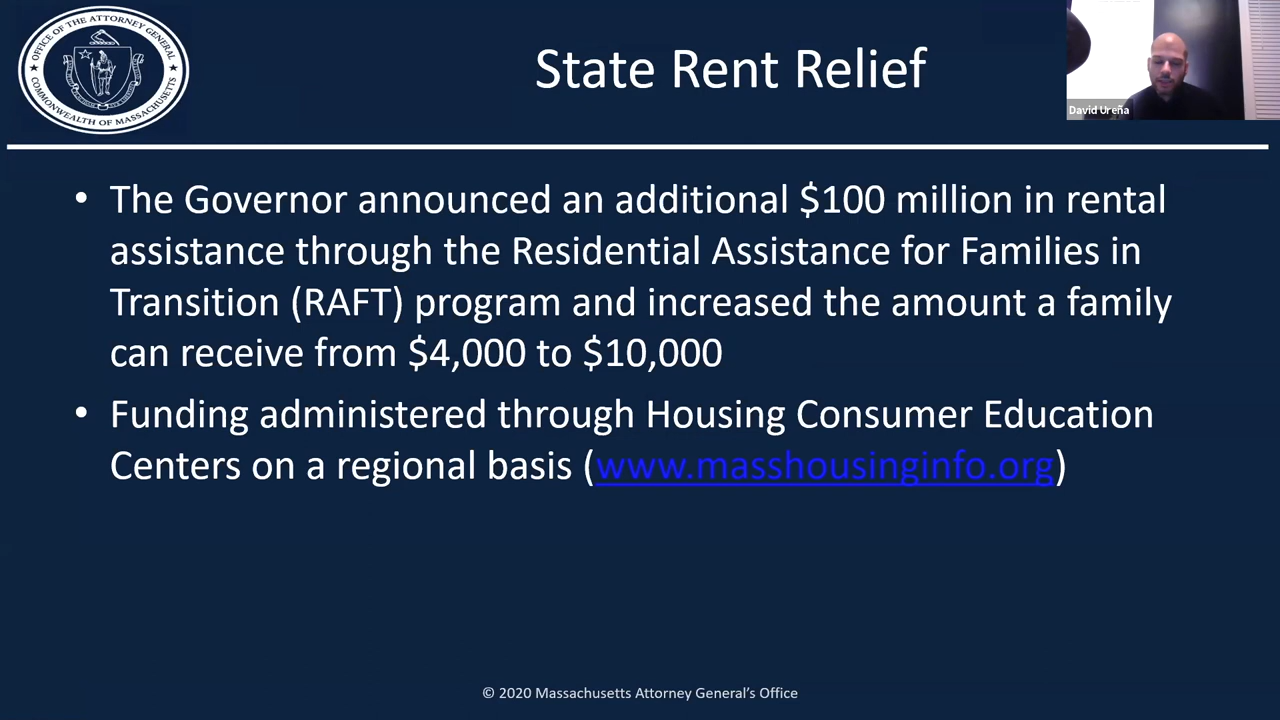 OFFICE OF THE ATTORNEY GENERAL
COMMONWEALTH OF MASSACHUSETTS
State Rent Relief
David Ureña
• The Governor announced an additional $100 million in rental
assistance through the Residential Assistance for Families in
Transition (RAFT) program and increased the amount a family
can receive from $4,000 to $10,000
• Funding administered through Housing Consumer Education
Centers on a regional basis (www.masshousinginfo.org)
© 2020 Massachusetts Attorney General’s Office